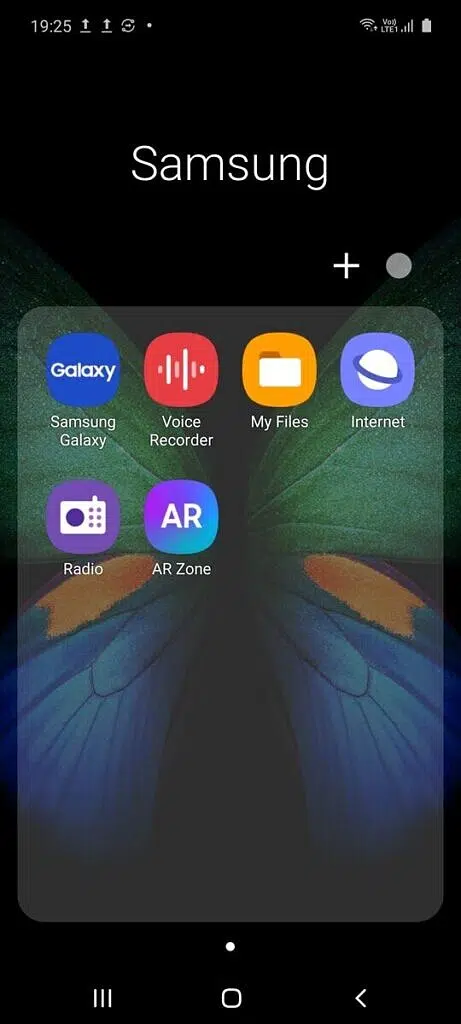 19:25
Vo))
LTE1
Samsung
Galaxy
Samsung
Galaxy
Voice
Recorder
My Files
Internet
AR
Radio
AR Zone